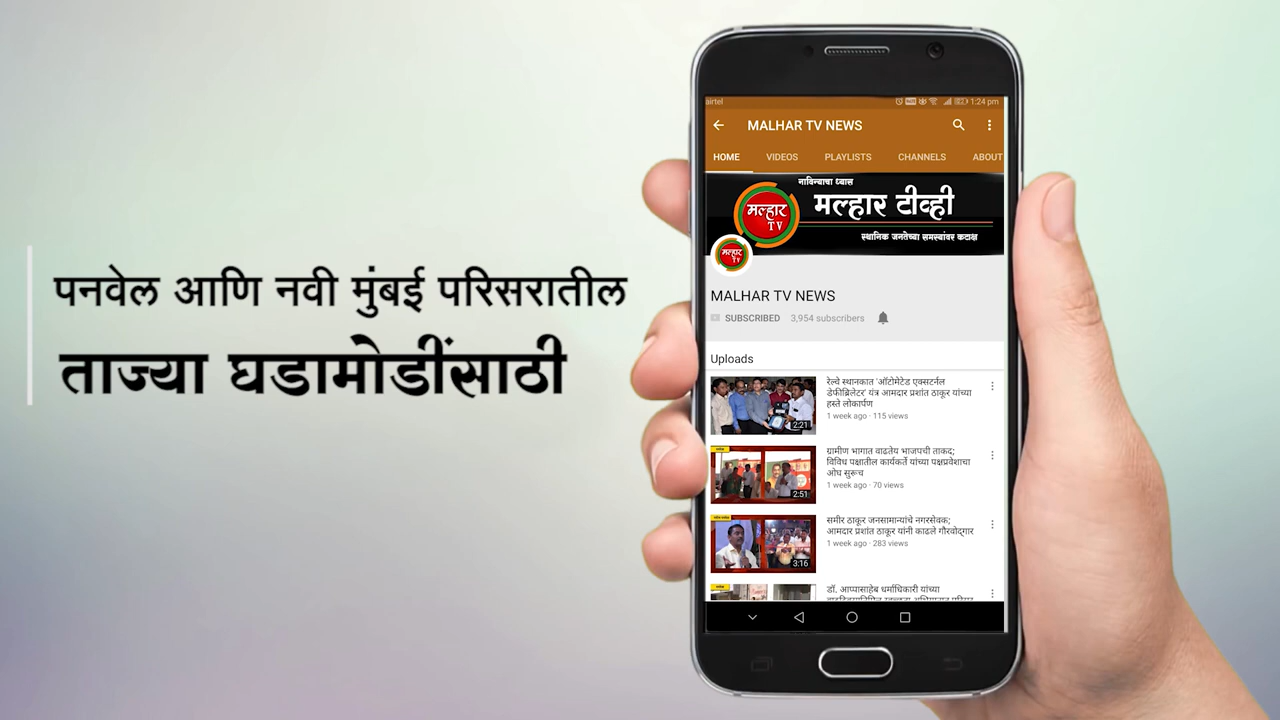 पनवेल आणि नवी मुंबई परिसरातील
ताज्या घडामोडींसाठी
airtel
1:24 pm
MALHAR TV NEWS
HOME VIDEOS PLAYLISTS CHANNELS ABOUT
नाविन्याचा ध्यास
मल्हार टीव्ही
स्थानिक जनतेच्या समस्यांवर कटाक्ष
मल्हार
TV
मल्हार
TV
MALHAR TV NEWS
SUBSCRIBED 3,954 subscribers
Uploads
रेल्वे स्थानकात 'ऑटोमेटेड एक्सटर्नल
डेफीब्रिलेटर' यंत्र आमदार प्रशांत ठाकूर यांच्या
हस्ते लोकार्पण
1 week ago · 115 views
2:21
ग्रामीण भागात वाढतेय भाजपची ताकद;
विविध पक्षातील कार्यकर्ते यांच्या पक्षप्रवेशाचा
ओघ सुरूच
1 week ago · 70 views
2:51
समीर ठाकूर जनसामान्यांचे नगरसेवक;
आमदार प्रशांत ठाकूर यांनी काढले गौरवोद्गार
1 week ago · 283 views
3:16
डॉ. आप्पासाहेब धर्माधिकारी यांच्या